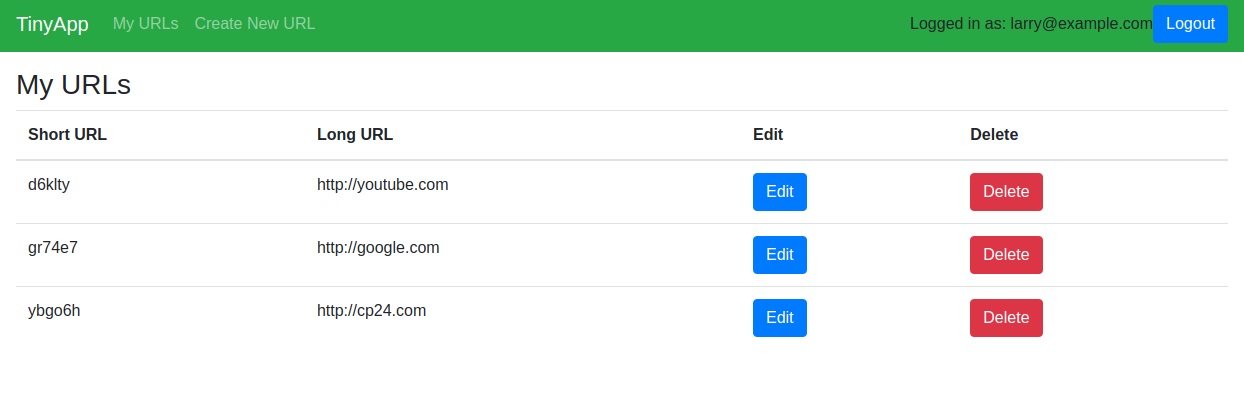 TinyApp My URLs Create New URL Logged in as: larry@example.com Logout
My URLs
Short URL Long URL Edit Delete
d6klty http://youtube.com Edit Delete
gr74e7 http://google.com Edit Delete
ybgo6h http://cp24.com Edit Delete